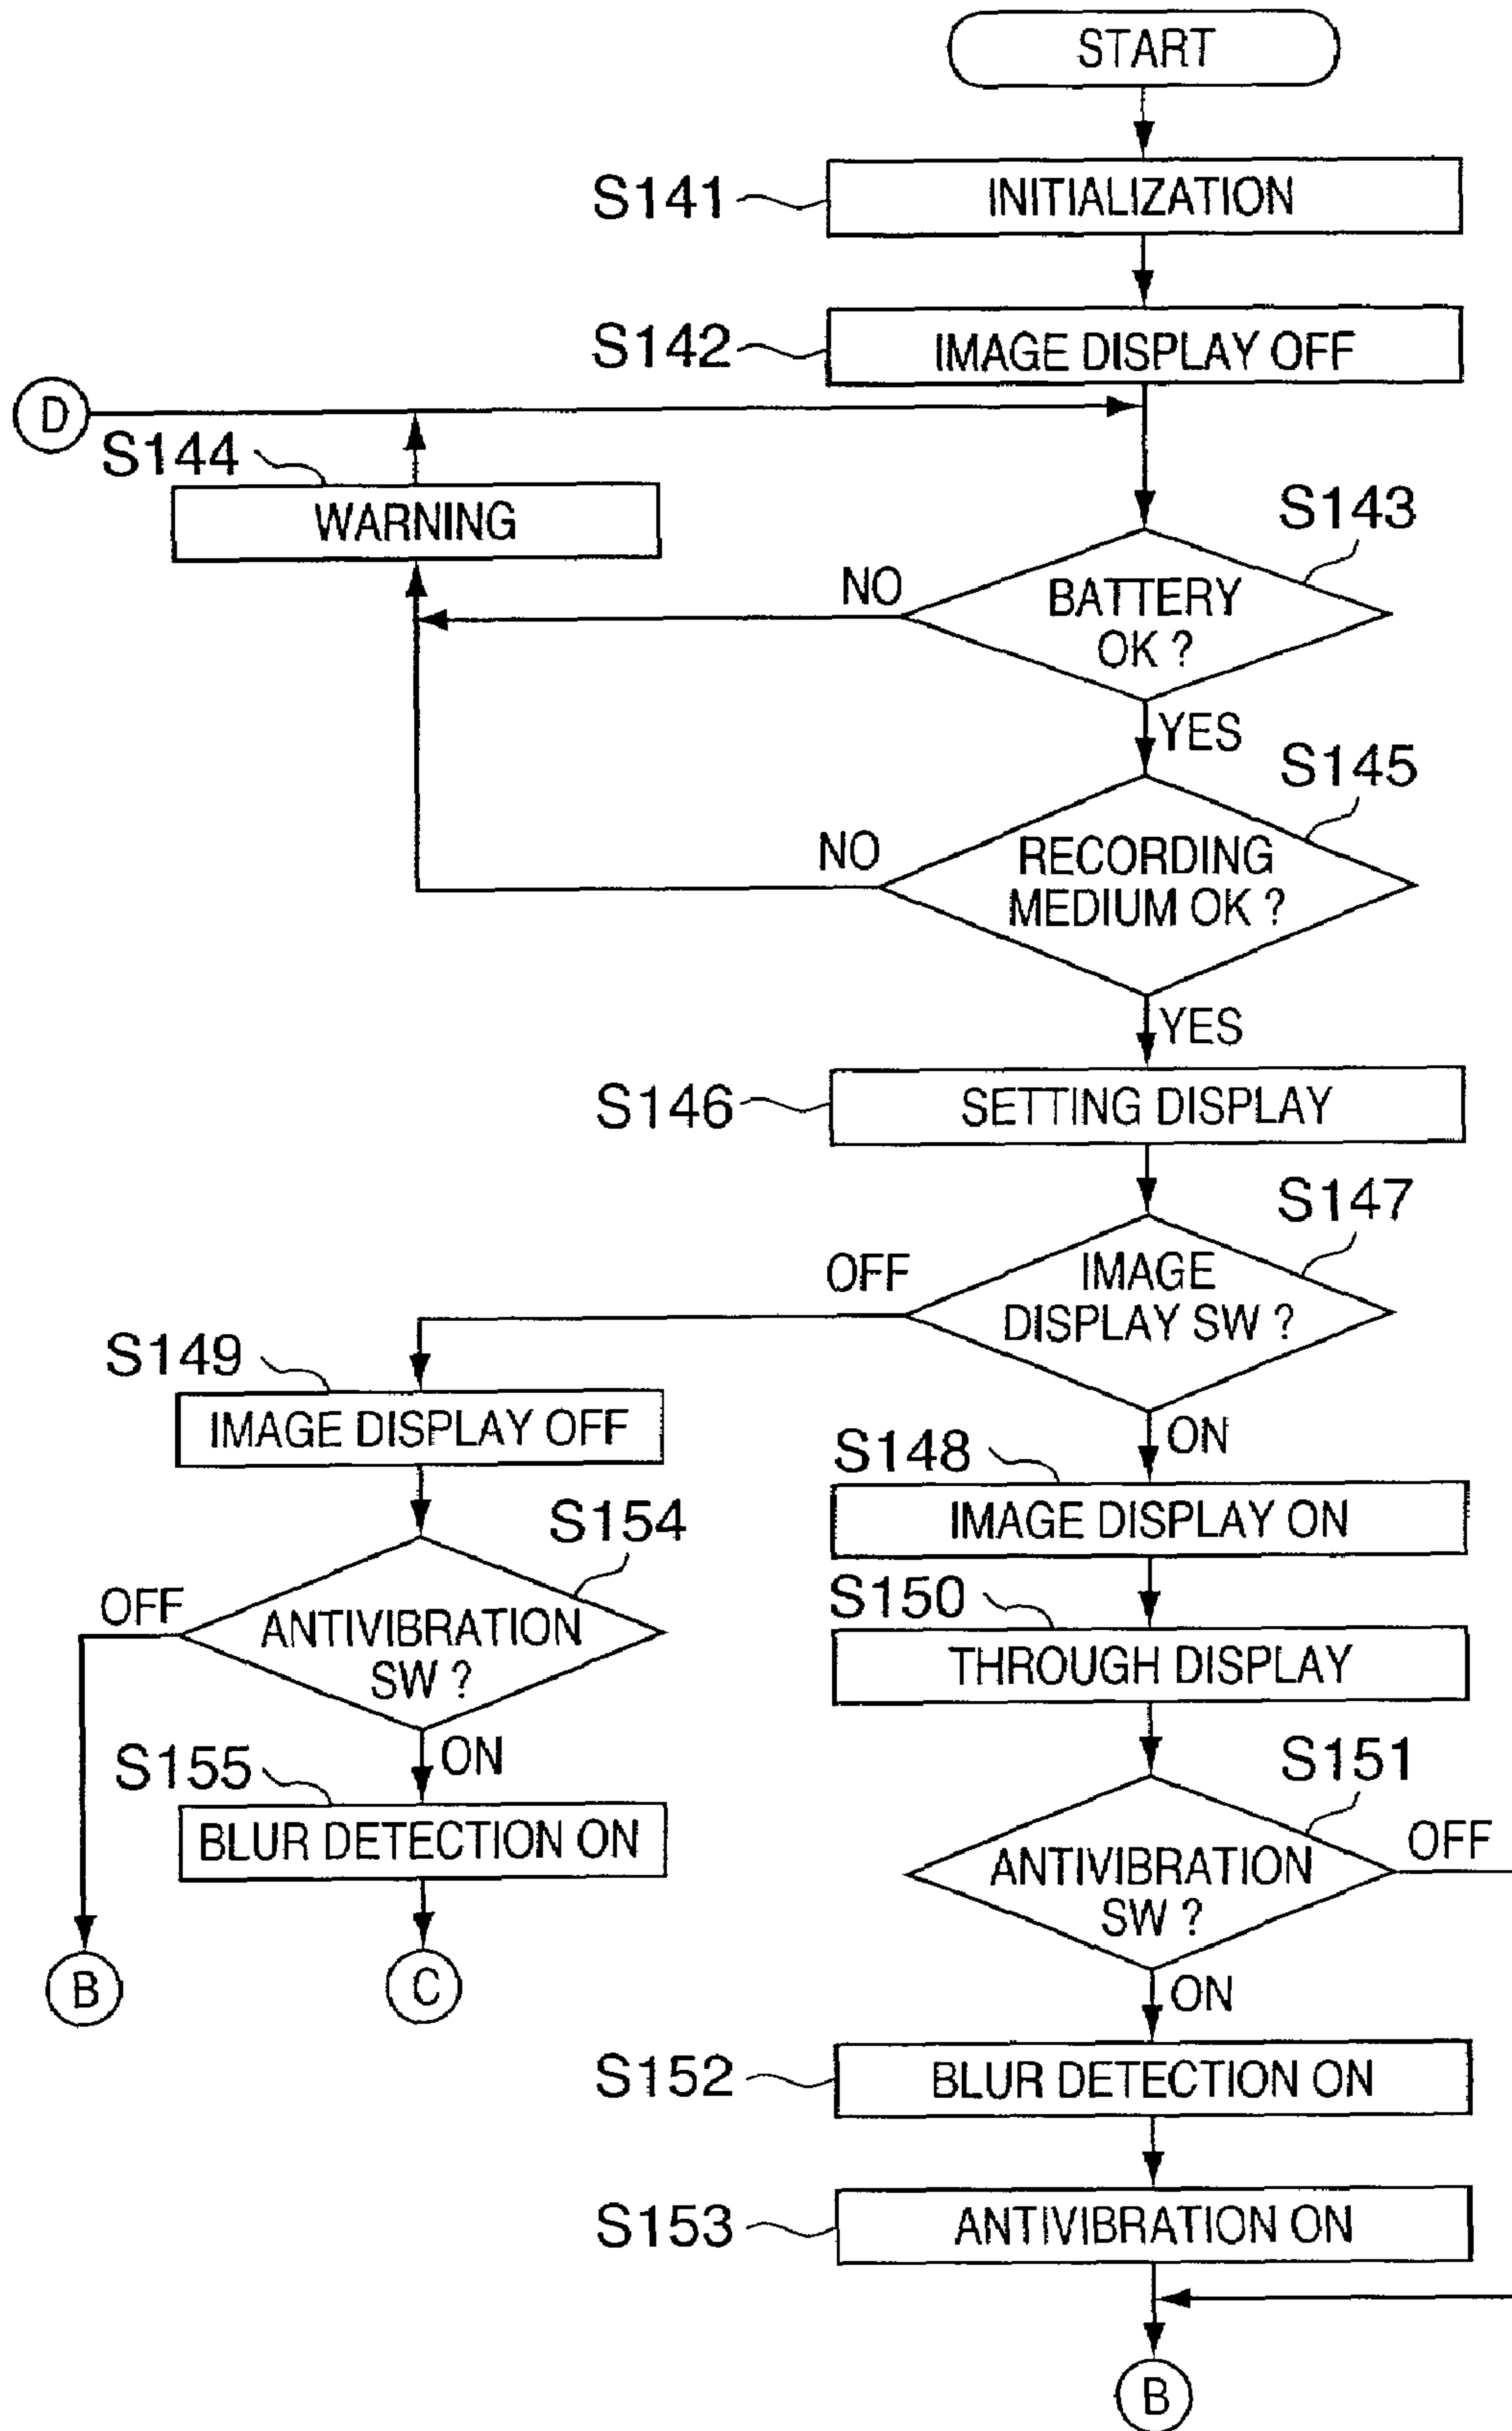 START
S141
INITIALIZATION
S142
IMAGE DISPLAY OFF
D
S144
WARNING
S143
NO
BATTERY
OK ?
YES
S145
NO
RECORDING
MEDIUM OK ?
YES
S146
SETTING DISPLAY
S147
OFF
IMAGE
DISPLAY SW ?
S149
IMAGE DISPLAY OFF
ON
S148
IMAGE DISPLAY ON
S154
OFF
ANTIVIBRATION
SW ?
S150
THROUGH DISPLAY
ON
S155
BLUR DETECTION ON
S151
OFF
ANTIVIBRATION
SW ?
B
C
ON
S152
BLUR DETECTION ON
S153
ANTIVIBRATION ON
B